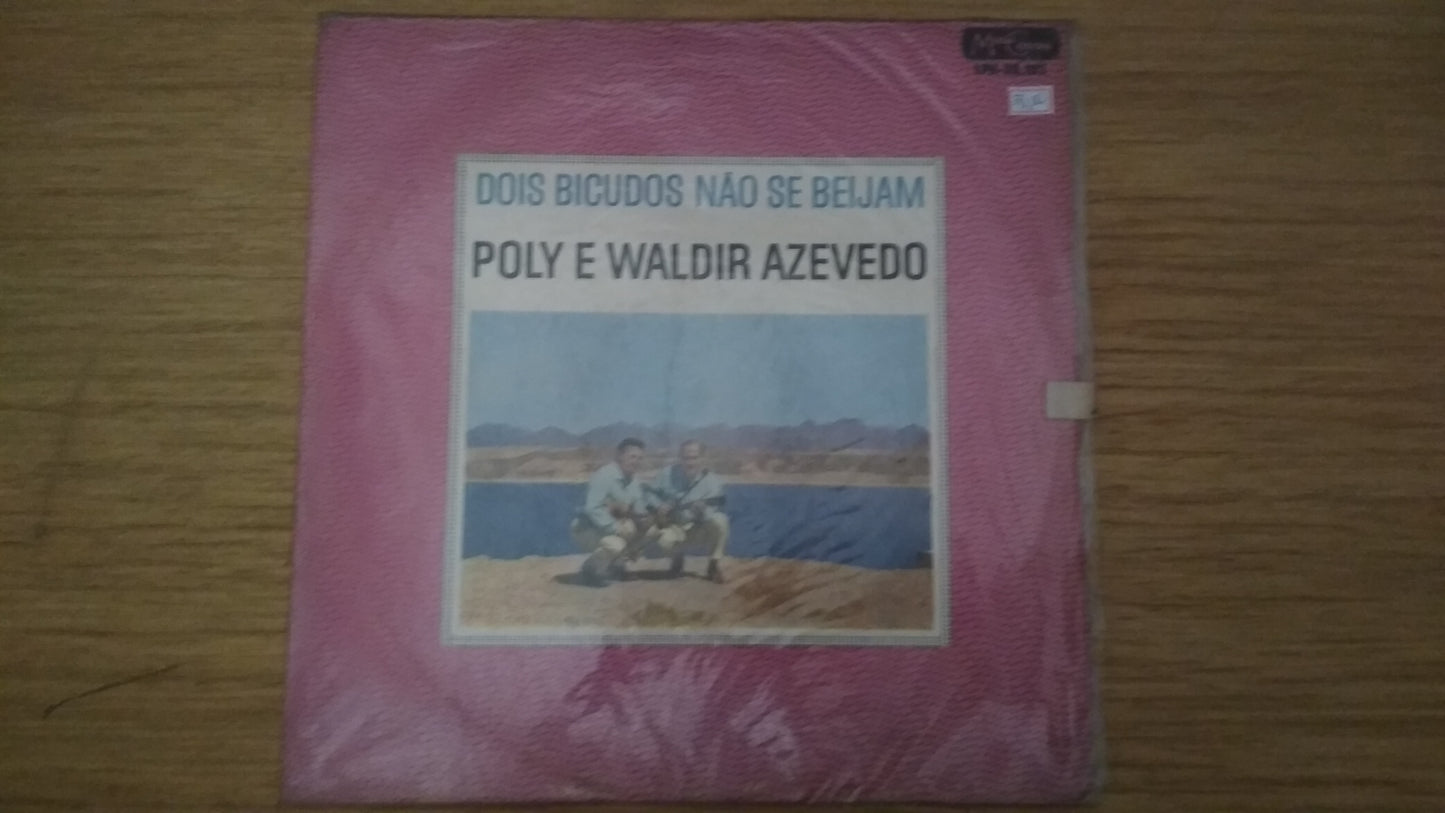 DOIS BICUDOS NÃO SE BEIJAM
POLY E WALDIR AZEVEDO